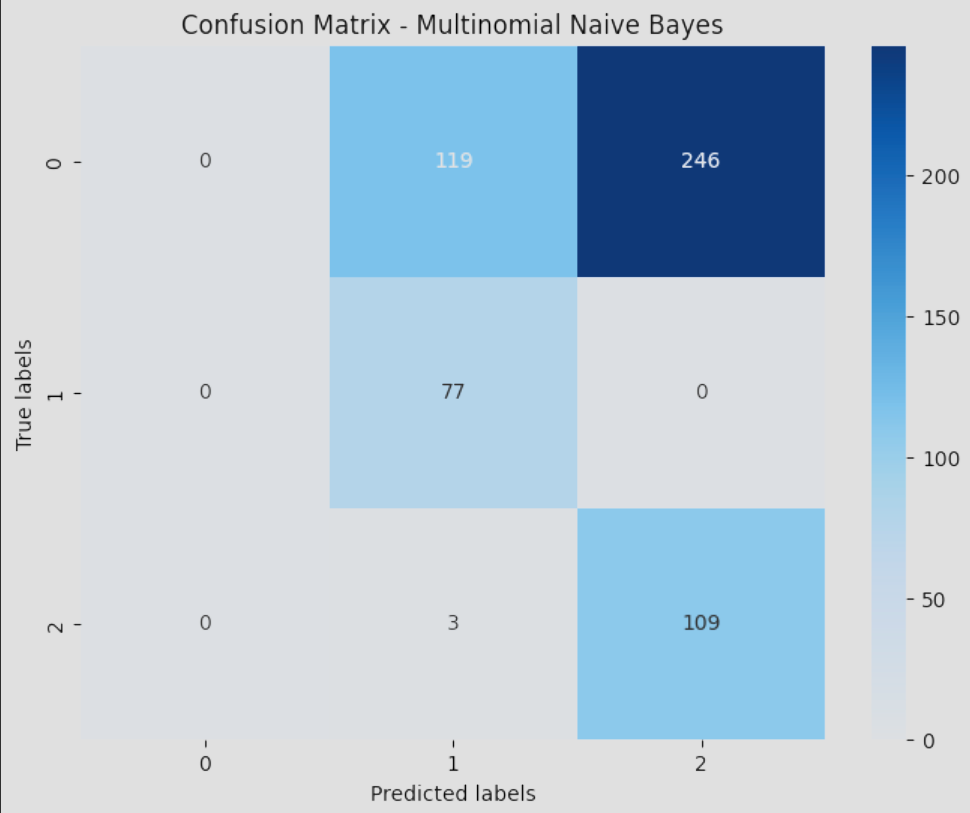 Confusion Matrix - Multinomial Naive Bayes
0 0 119 246
1 0 77 0
2 0 3 109
True labels
0 1 2
Predicted labels
200
150
100
50
0